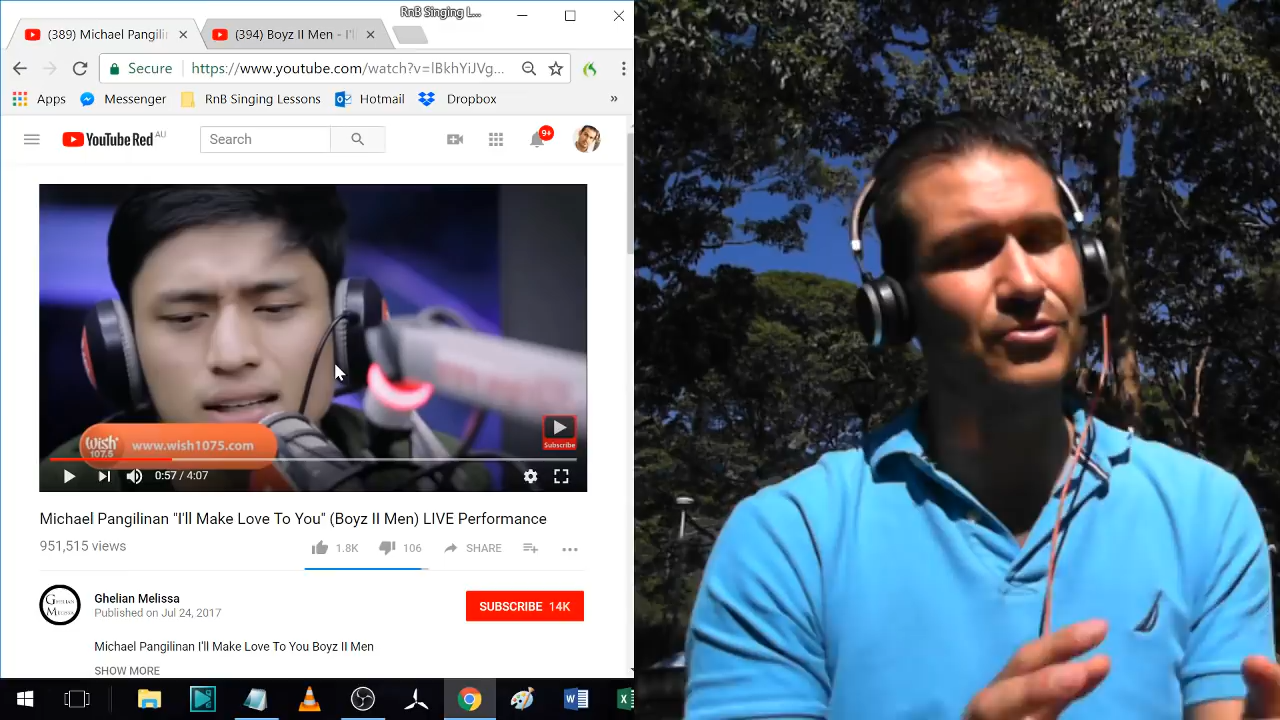 RnB Singing L...
(389) Michael Pangilin
(394) Boyz II Men - I'l
Secure
https://www.youtube.com/watch?v=lBkhYiJVg...
Apps
Messenger
RnB Singing Lessons
Hotmail
Dropbox
»
YouTube Red AU
Search
9+
wish 107.5
www.wish1075.com
Subscribe
0:57 / 4:07
Michael Pangilinan "I'll Make Love To You" (Boyz II Men) LIVE Performance
951,515 views
1.8K
106
SHARE
GHELIAN MELISSA
Ghelian Melissa
Published on Jul 24, 2017
SUBSCRIBE 14K
Michael Pangilinan I'll Make Love To You Boyz II Men
SHOW MORE